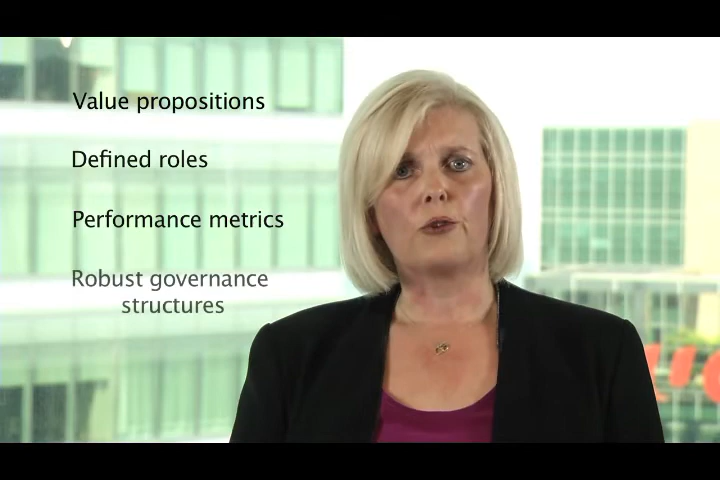 Value propositions
Defined roles
Performance metrics
Robust governance
structures